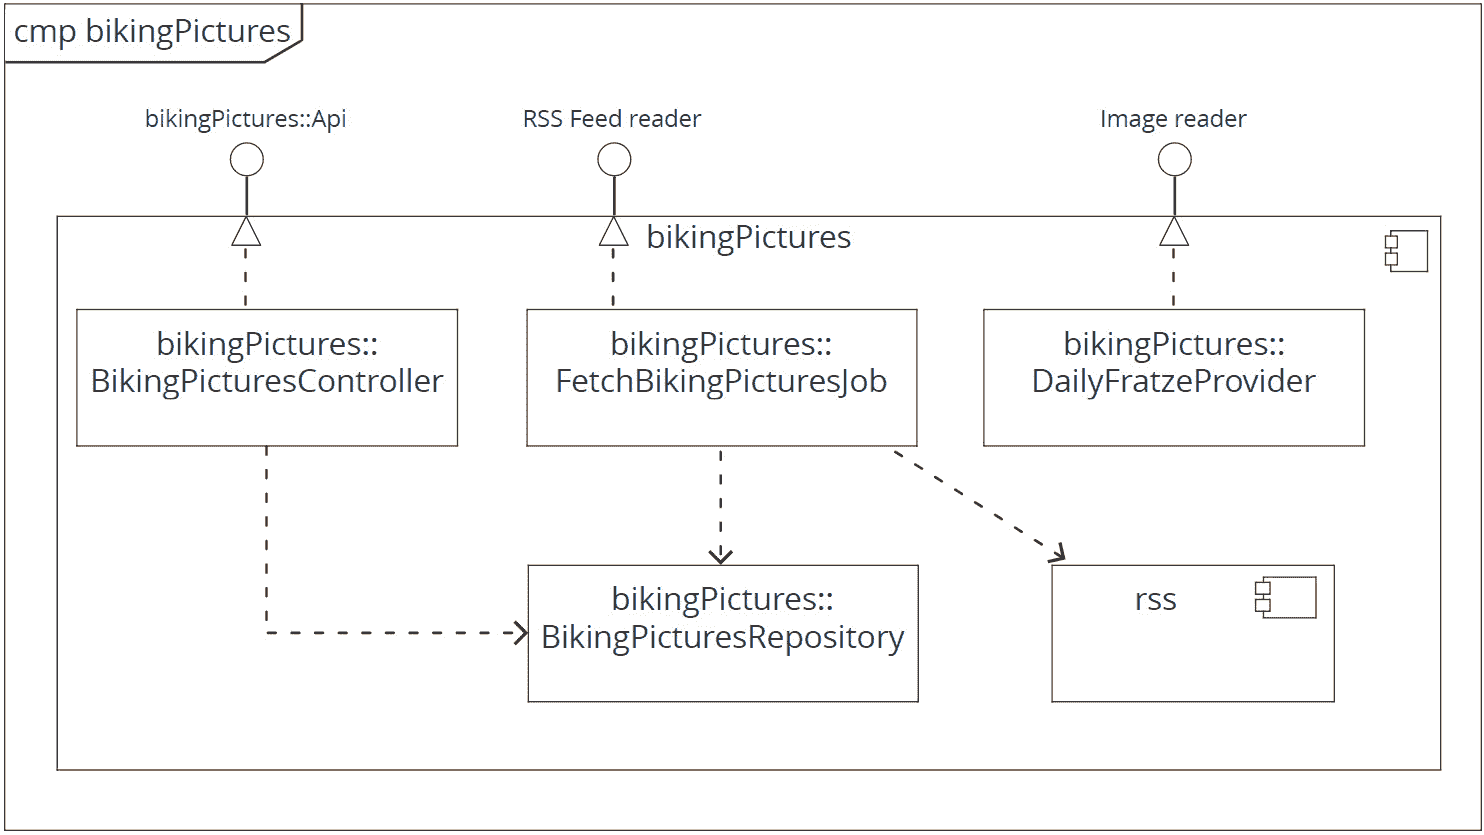 cmp bikingPictures
bikingPictures::Api
RSS Feed reader
Image reader
bikingPictures
bikingPictures::
BikingPicturesController
bikingPictures::
FetchBikingPicturesJob
bikingPictures::
DailyFratzeProvider
bikingPictures::
BikingPicturesRepository
rss